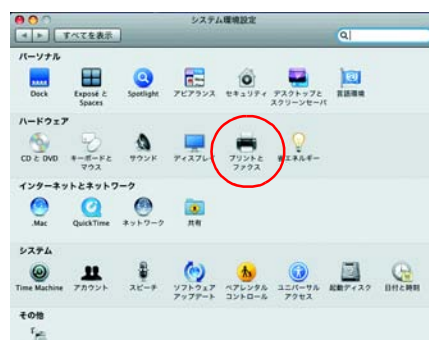 システム環境設定
すべてを表示
パーソナル
Dock
Exposé と
Spaces
Spotlight
アピアランス
セキュリティ
デスクトップと
スクリーンセーバ
言語環境
ハードウェア
CD と DVD
キーボードと
マウス
サウンド
ディスプレイ
プリントと
ファクス
省エネルギー
インターネットとネットワーク
.Mac
QuickTime
ネットワーク
共有
システム
Time Machine
アカウント
スピーチ
ソフトウェア
アップデート
ペアレンタル
コントロール
ユニバーサル
アクセス
起動ディスク
日付と時刻
その他